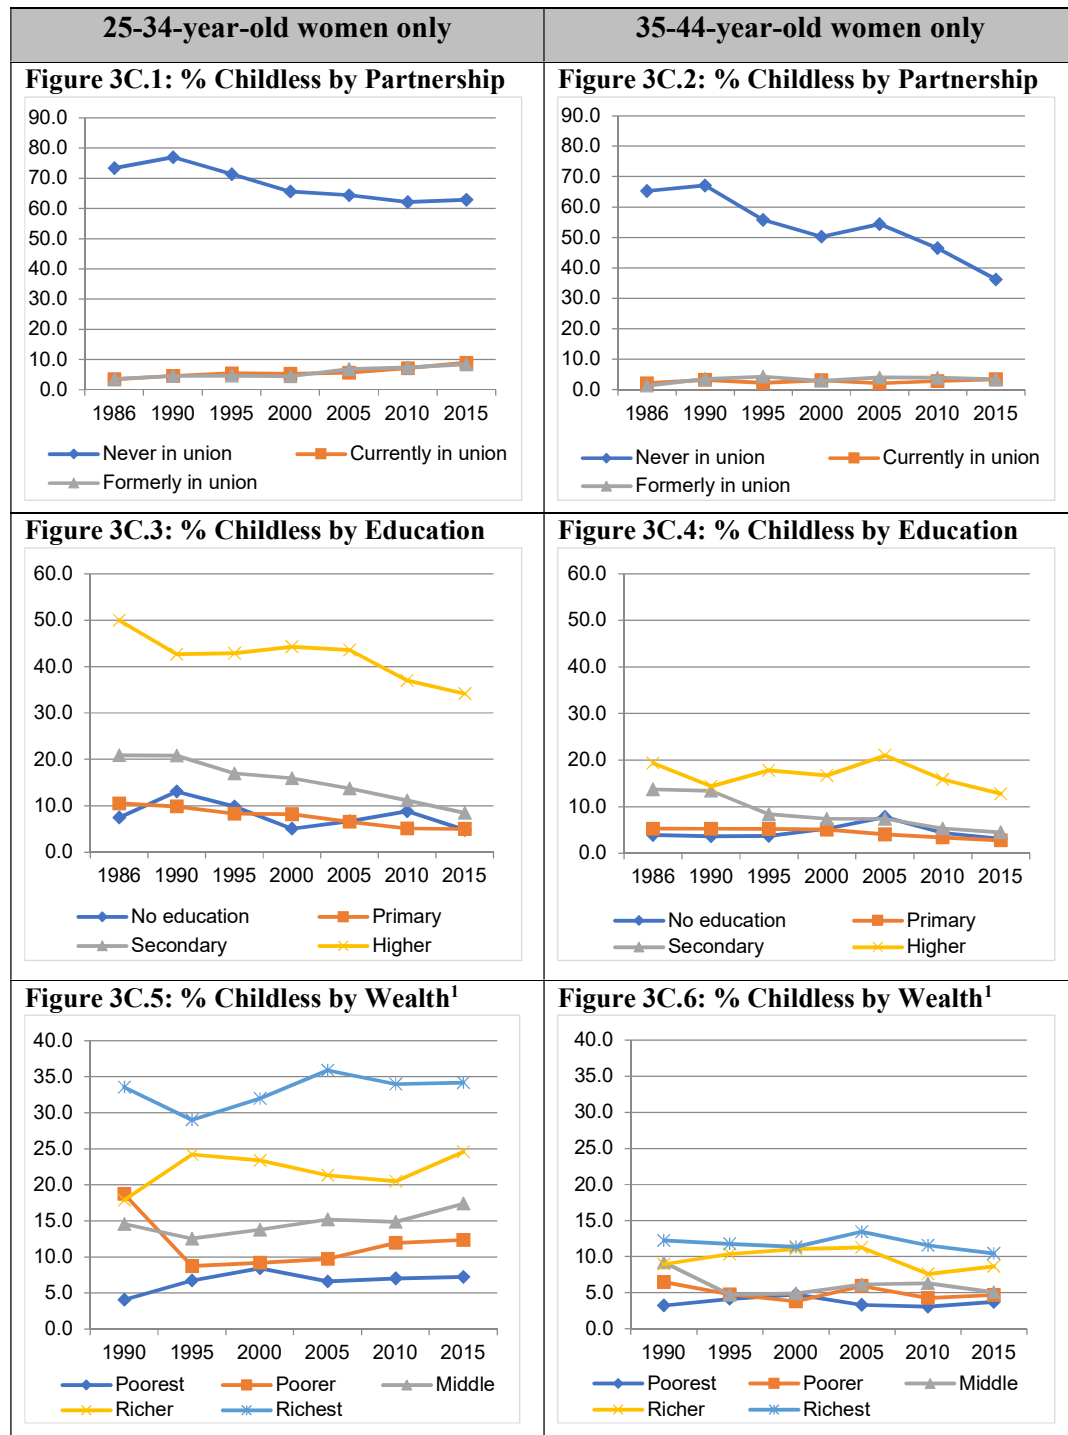 25-34-year-old women only
35-44-year-old women only
Figure 3C.1: % Childless by Partnership
90.0
80.0
70.0
60.0
50.0
40.0
30.0
20.0
10.0
0.0
1986 1990 1995 2000 2005 2010 2015
Never in union Currently in union
Formerly in union
Figure 3C.2: % Childless by Partnership
90.0
80.0
70.0
60.0
50.0
40.0
30.0
20.0
10.0
0.0
1986 1990 1995 2000 2005 2010 2015
Never in union Currently in union
Formerly in union
Figure 3C.3: % Childless by Education
60.0
50.0
40.0
30.0
20.0
10.0
0.0
1986 1990 1995 2000 2005 2010 2015
No education Primary
Secondary Higher
Figure 3C.4: % Childless by Education
60.0
50.0
40.0
30.0
20.0
10.0
0.0
1986 1990 1995 2000 2005 2010 2015
No education Primary
Secondary Higher
Figure 3C.5: % Childless by Wealth¹
40.0
35.0
30.0
25.0
20.0
15.0
10.0
5.0
0.0
1990 1995 2000 2005 2010 2015
Poorest Poorer Middle
Richer Richest
Figure 3C.6: % Childless by Wealth¹
40.0
35.0
30.0
25.0
20.0
15.0
10.0
5.0
0.0
1990 1995 2000 2005 2010 2015
Poorest Poorer Middle
Richer Richest